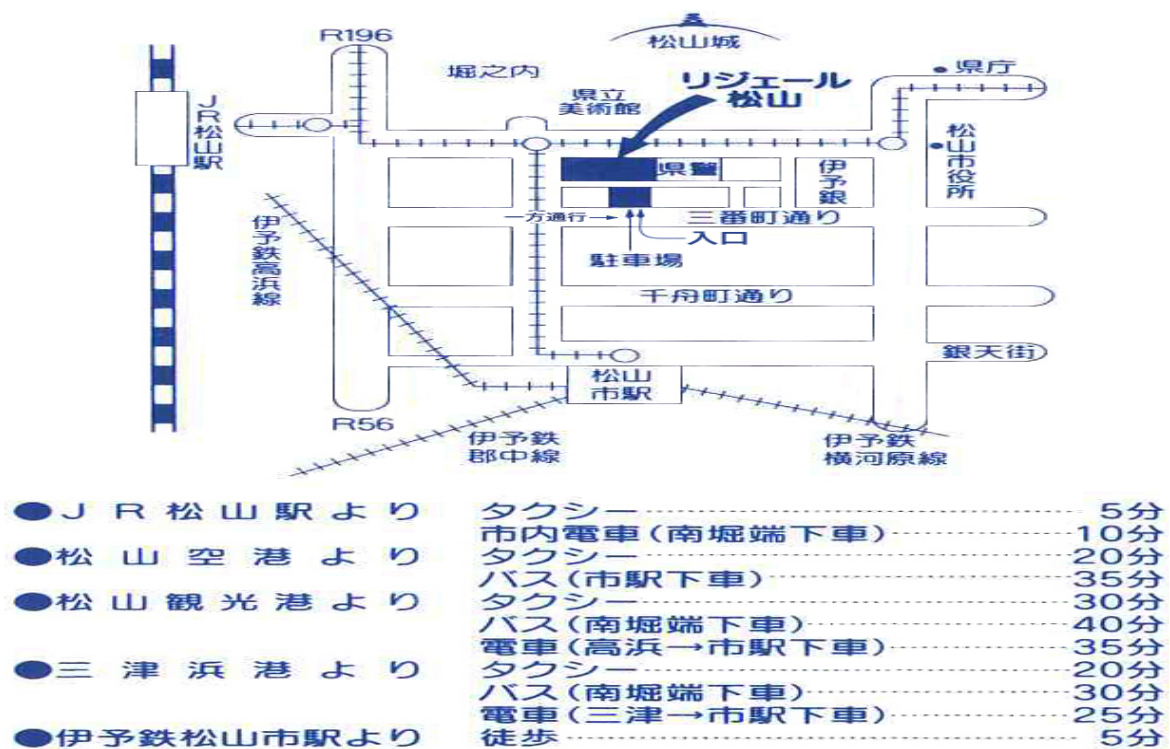 R196
松山城
堀之内
県庁
リジェール
松山
県立
美術館
JR松山駅
松山市役所
県警
伊予銀
伊予鉄高浜線
一方通行→
三番町通り
入口
駐車場
千舟町通り
銀天街
松山
市駅
R56
伊予鉄
郡中線
伊予鉄
横河原線
●JR松山駅より タクシー 5分
市内電車(南堀端下車) 10分
●松山空港より タクシー 20分
バス(市駅下車) 35分
●松山観光港より タクシー 30分
バス(南堀端下車) 40分
電車(高浜→市駅下車) 35分
●三津浜港より タクシー 20分
バス(南堀端下車) 30分
電車(三津→市駅下車) 25分
●伊予鉄松山市駅より 徒歩 5分